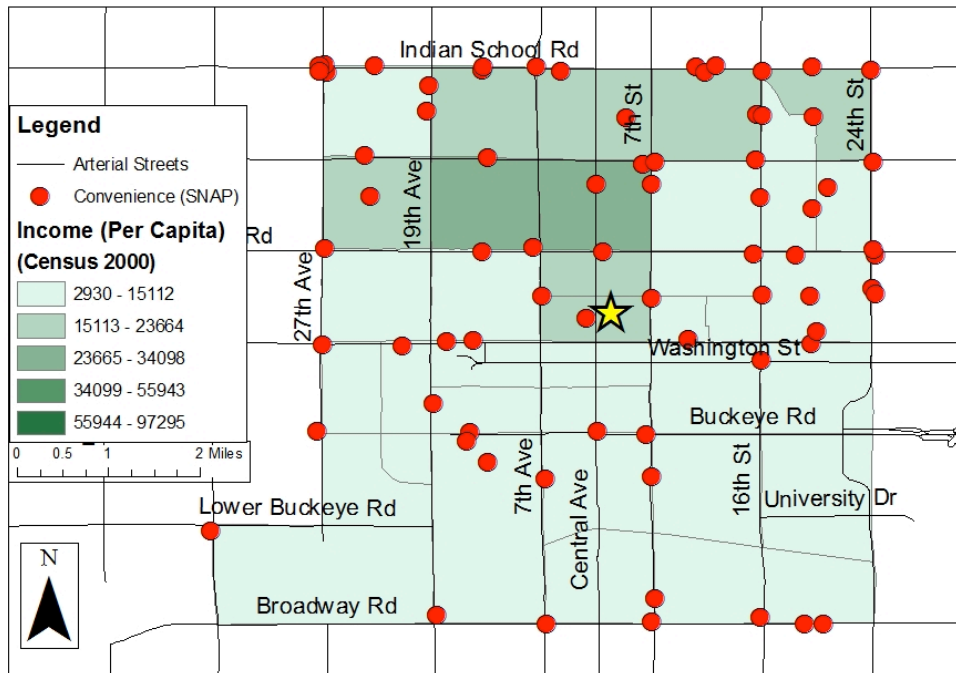 Indian School Rd
7th St
24th St
Legend
Arterial Streets
Convenience (SNAP)
Income (Per Capita)
(Census 2000)
2930 - 15112
15113 - 23664
23665 - 34098
34099 - 55943
55944 - 97295
0 0.5 1 2 Miles
19th Ave
Rd
27th Ave
Washington St
Buckeye Rd
7th Ave
Central Ave
16th St
University Dr
Lower Buckeye Rd
N
Broadway Rd